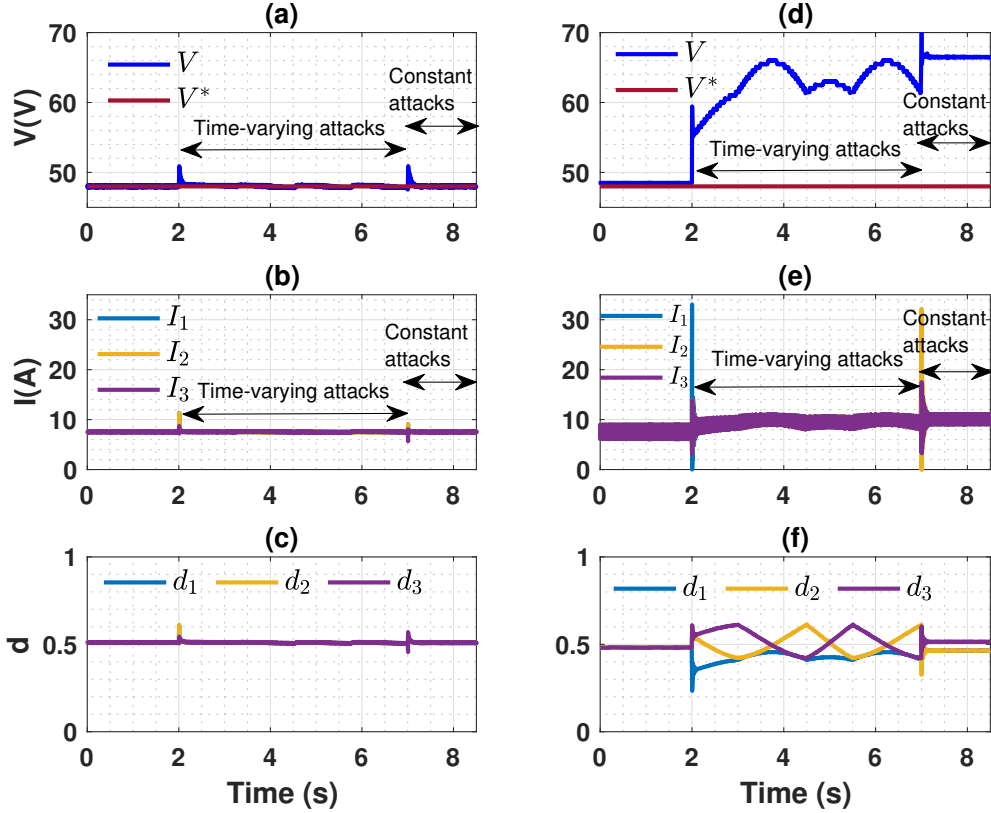 (a)
70
60
50
V(V)
V
V*
Constant
attacks
Time-varying attacks
0 2 4 6 8
(d)
70
60
50
V
V*
Constant
attacks
Time-varying attacks
0 2 4 6 8
(b)
30
20
10
0
I(A)
I1
I2
I3
Constant
attacks
Time-varying attacks
0 2 4 6 8
(e)
30
20
10
0
I1
I2
I3
Constant
attacks
Time-varying attacks
0 2 4 6 8
(c)
1
0.5
0
d
d1 d2 d3
0 2 4 6 8
Time (s)
(f)
1
0.5
0
d1 d2 d3
0 2 4 6 8
Time (s)